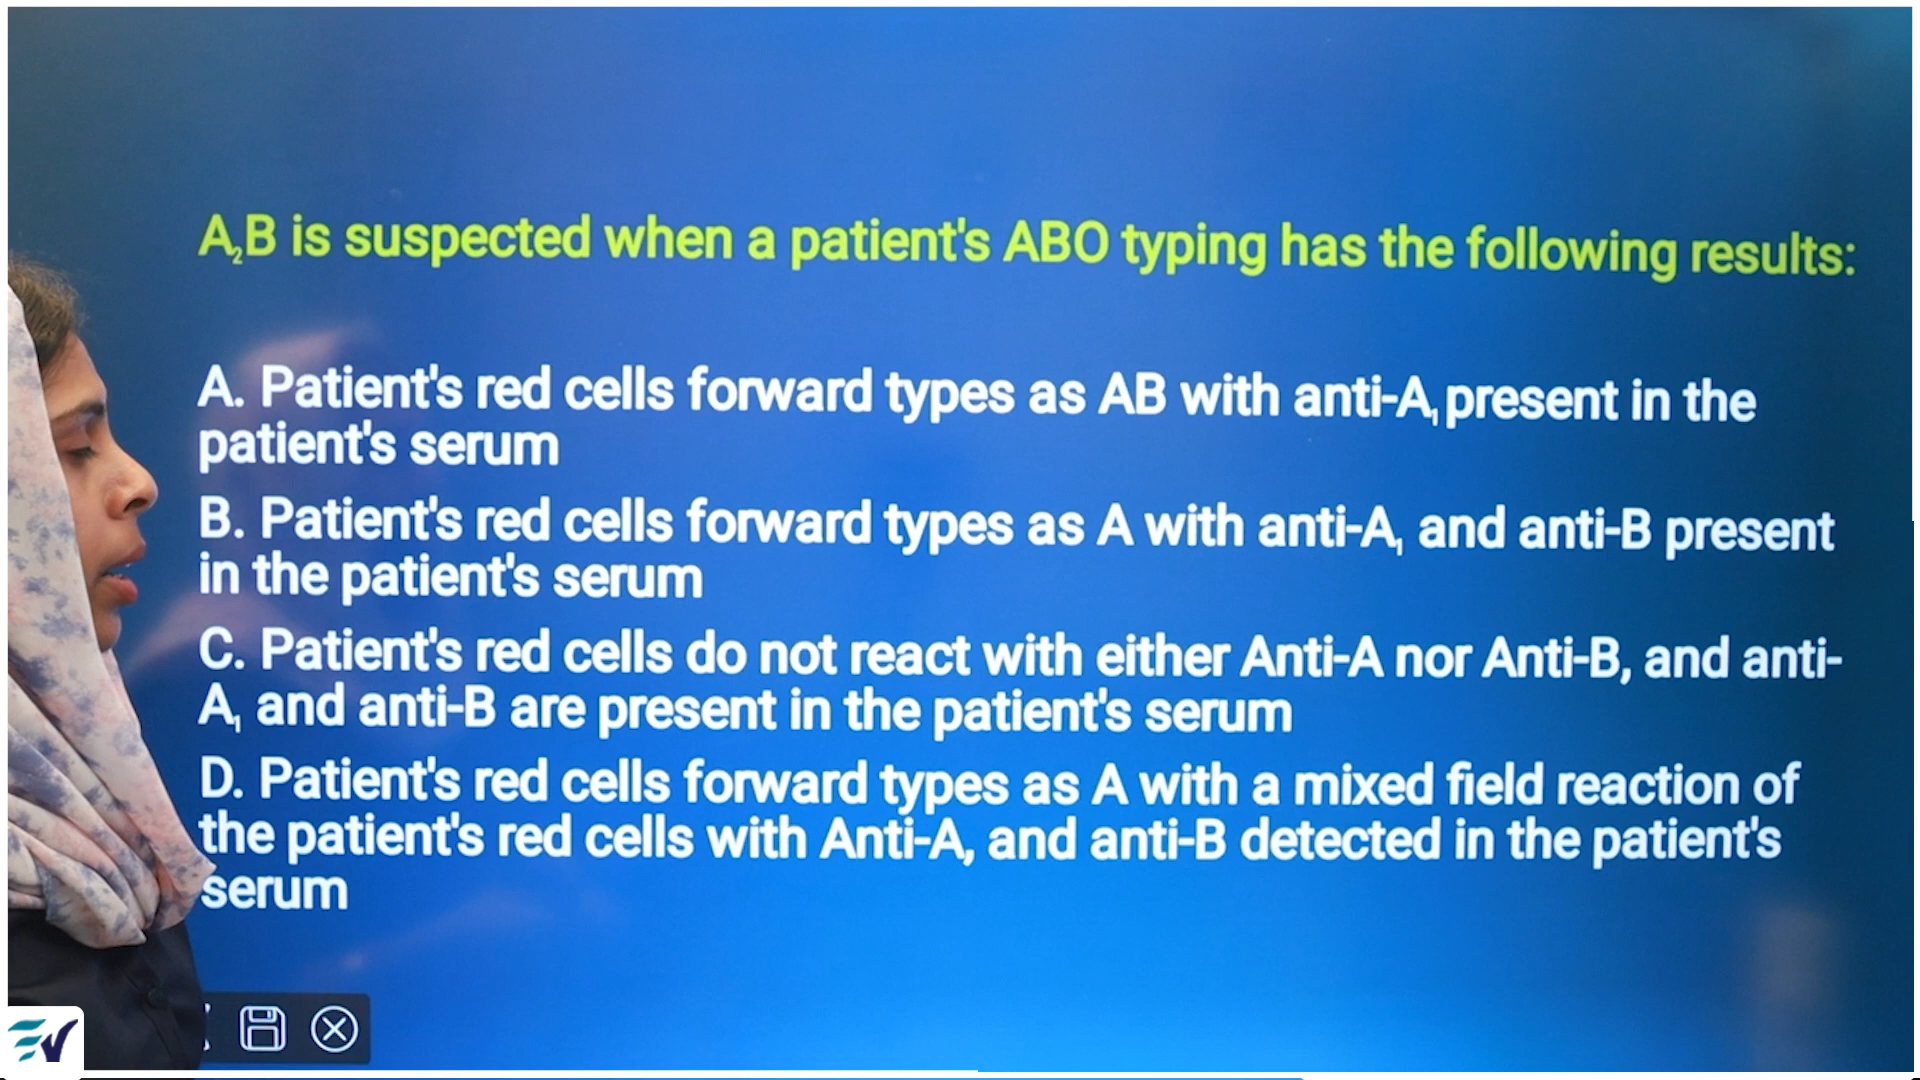 A₂B is suspected when a patient's ABO typing has the following results:
A. Patient's red cells forward types as AB with anti-A₁ present in the
patient's serum
B. Patient's red cells forward types as A with anti-A₁ and anti-B present
in the patient's serum
C. Patient's red cells do not react with either Anti-A nor Anti-B, and anti-
A₁ and anti-B are present in the patient's serum
D. Patient's red cells forward types as A with a mixed field reaction of
the patient's red cells with Anti-A, and anti-B detected in the patient's
serum